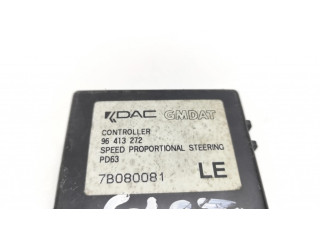 KDAC GMDAT
CONTROLLER
96 413 272
SPEED PROPORTIONAL STEERING
PD63
7B080081 LE